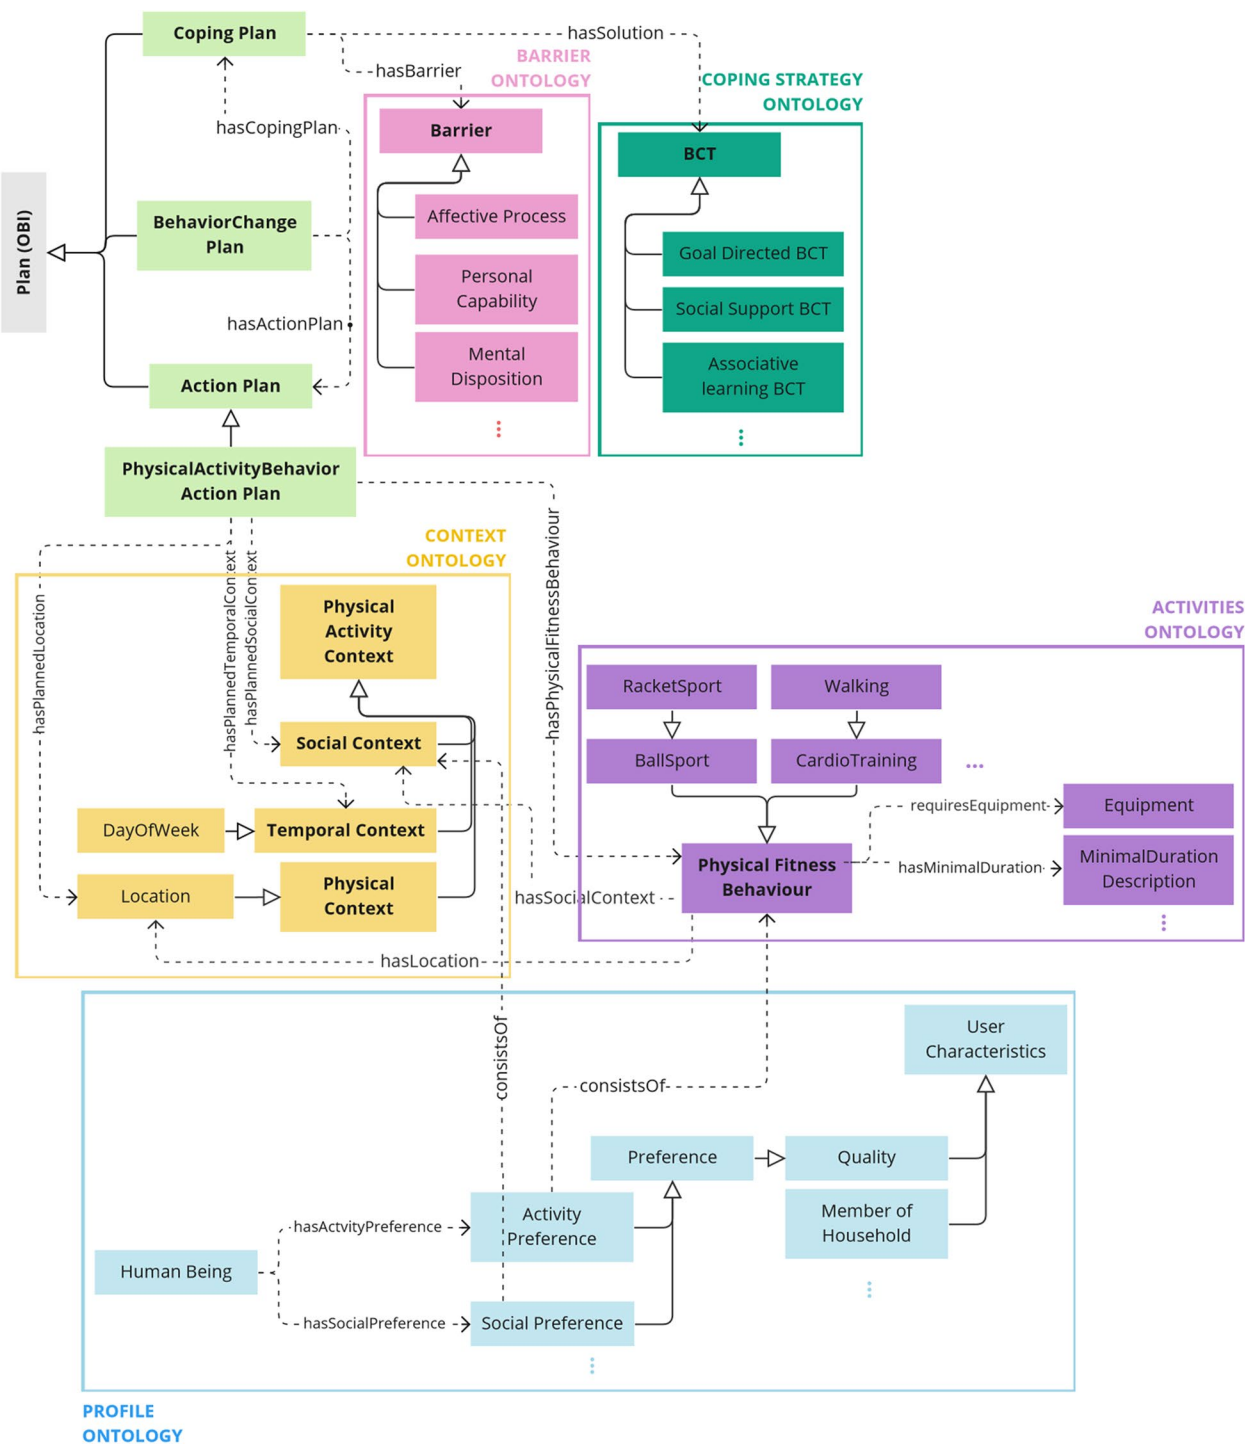 Coping Plan
hasSolution
BARRIER
ONTOLOGY
hasBarrier
COPING STRATEGY
ONTOLOGY
hasCopingPlan
Barrier
BCT
Plan (OBI)
BehaviorChange
Plan
Affective Process
Goal Directed BCT
Personal
Capability
Social Support BCT
hasActionPlan
Mental
Disposition
Associative
learning BCT
Action Plan
PhysicalActivityBehavior
Action Plan
CONTEXT
ONTOLOGY
hasPlannedLocation
hasPlannedTemporalContext
hasPlannedSocialContext
hasPhysicalFitnessBehaviour
Physical
Activity
Context
ACTIVITIES
ONTOLOGY
RacketSport
Walking
Social Context
BallSport
CardioTraining
...
DayOfWeek
Temporal Context
requiresEquipment
Equipment
Location
Physical
Context
Physical Fitness
Behaviour
hasMinimalDuration
MinimalDuration
Description
hasSocialContext
hasLocation
consistsOf
User
Characteristics
consistsOf
Preference
Quality
Activity
Preference
Member of
Household
hasActvityPreference
Human Being
hasSocialPreference
Social Preference
PROFILE
ONTOLOGY